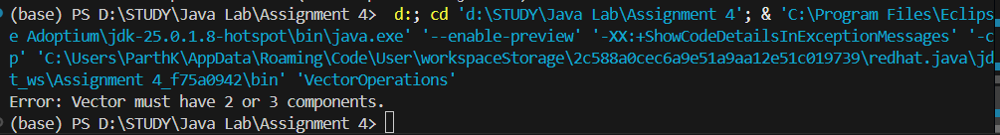 (base) PS D:\STUDY\Java Lab\Assignment 4>  d:; cd 'd:\STUDY\Java Lab\Assignment 4'; & 'C:\Program Files\Eclips
e Adoptium\jdk-25.0.1.8-hotspot\bin\java.exe' '--enable-preview' '-XX:+ShowCodeDetailsInExceptionMessages' '-c
p' 'C:\Users\ParthK\AppData\Roaming\Code\User\workspaceStorage\2c588a0cec6a9e51a9aa12e51c019739\redhat.java\jd
t_ws\Assignment 4_f75a0942\bin' 'VectorOperations'
Error: Vector must have 2 or 3 components.
(base) PS D:\STUDY\Java Lab\Assignment 4>